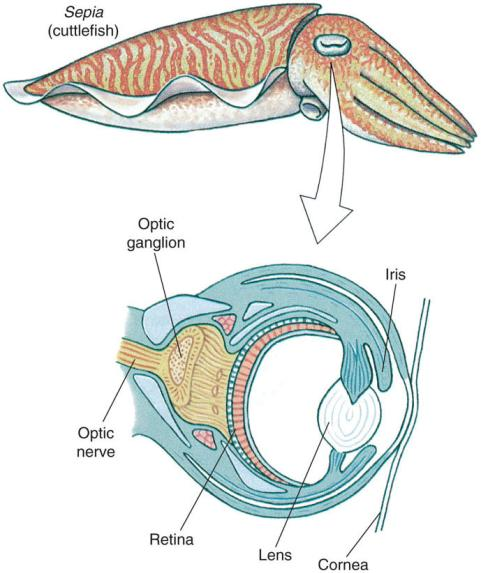 Sepia
(cuttlefish)
Optic
ganglion
Iris
Optic
nerve
Retina
Lens
Cornea